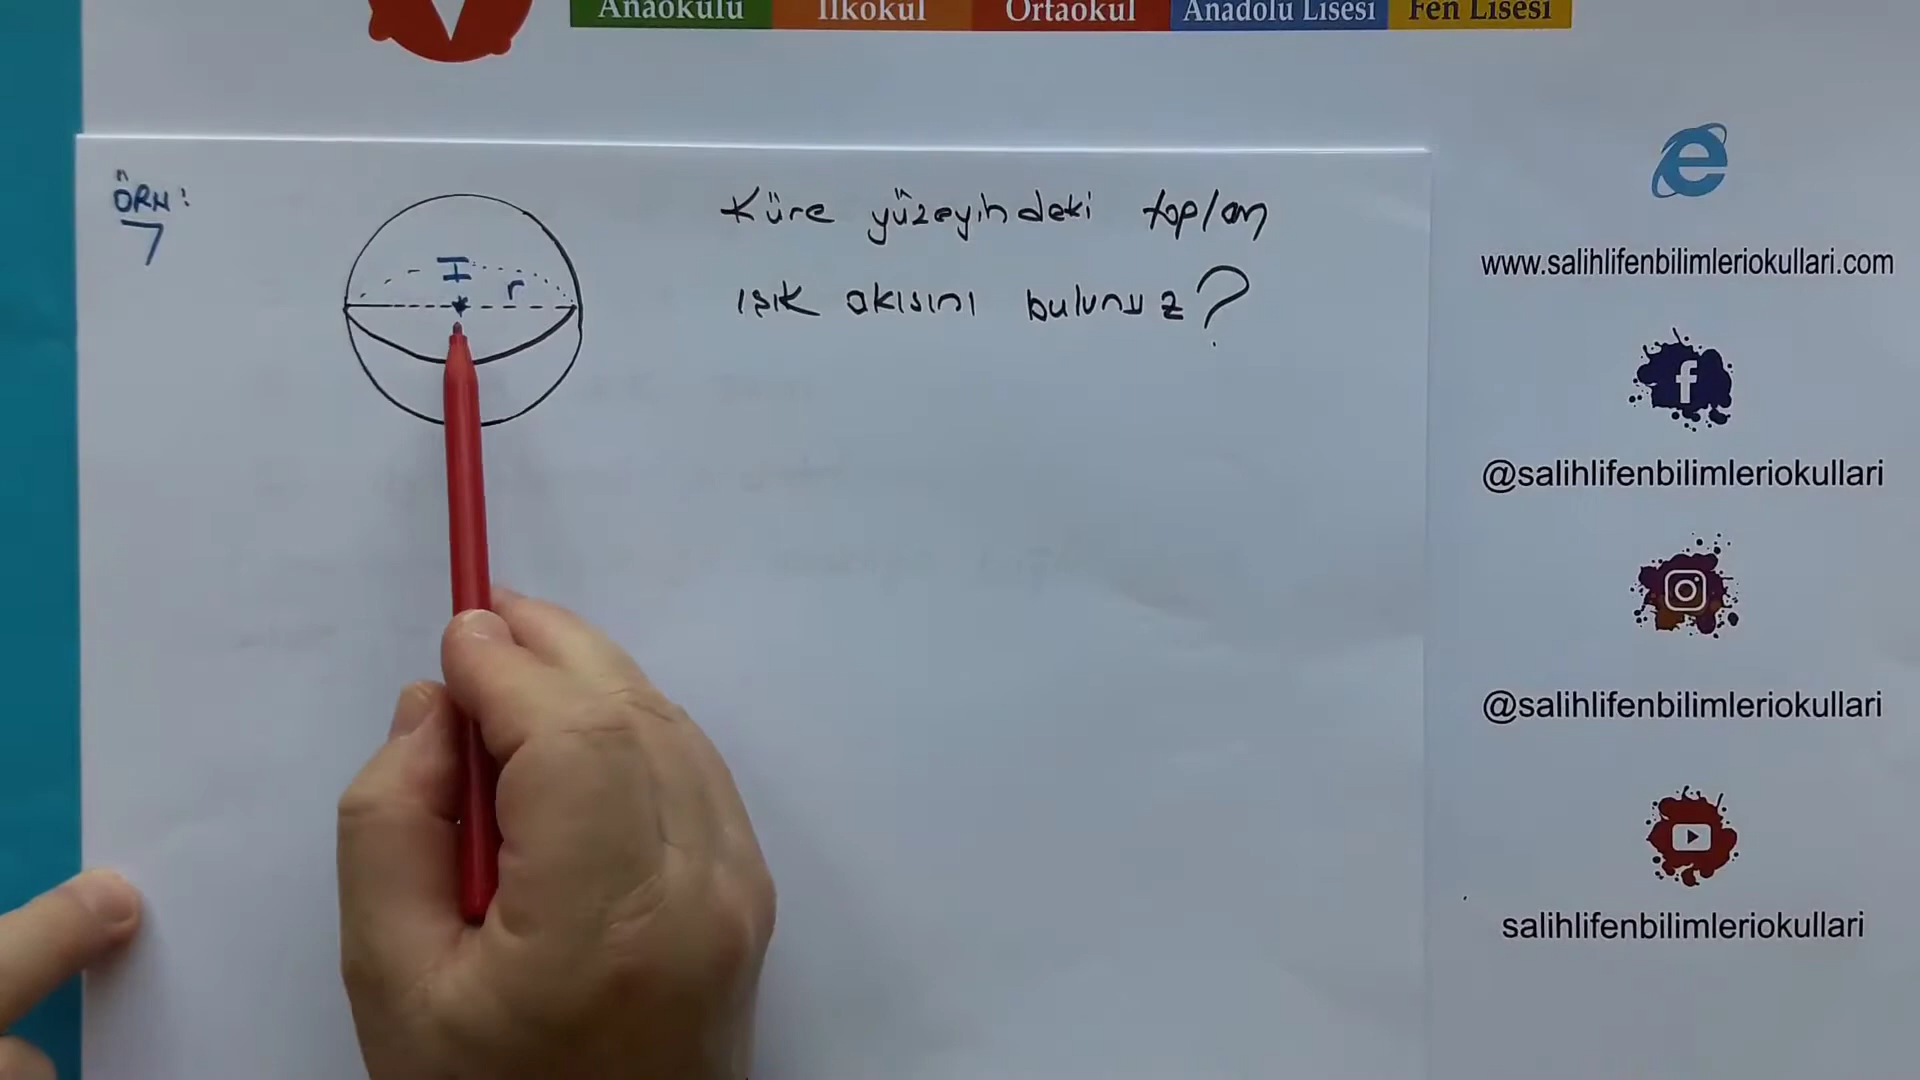 Anaokulu İlkokul Ortaokul Anadolu Lisesi Fen Lisesi
ÖRN:
7
I
r
Küre yüzeyindeki toplam
ışık akısını bulunuz?
www.salihlifenbilimleriokullari.com
@salihlifenbilimleriokullari
@salihlifenbilimleriokullari
salihlifenbilimleriokullari